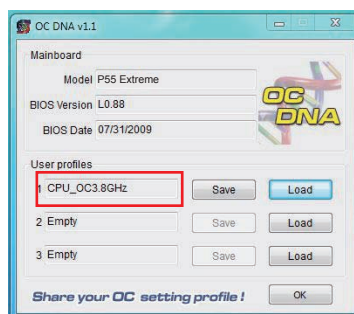 OC DNA v1.1
Mainboard
Model P55 Extreme
BIOS Version L0.88
BIOS Date 07/31/2009
OC
DNA
User profiles
1 CPU_OC3.8GHz Save Load
2 Empty Save Load
3 Empty Save Load
Share your OC setting profile! OK